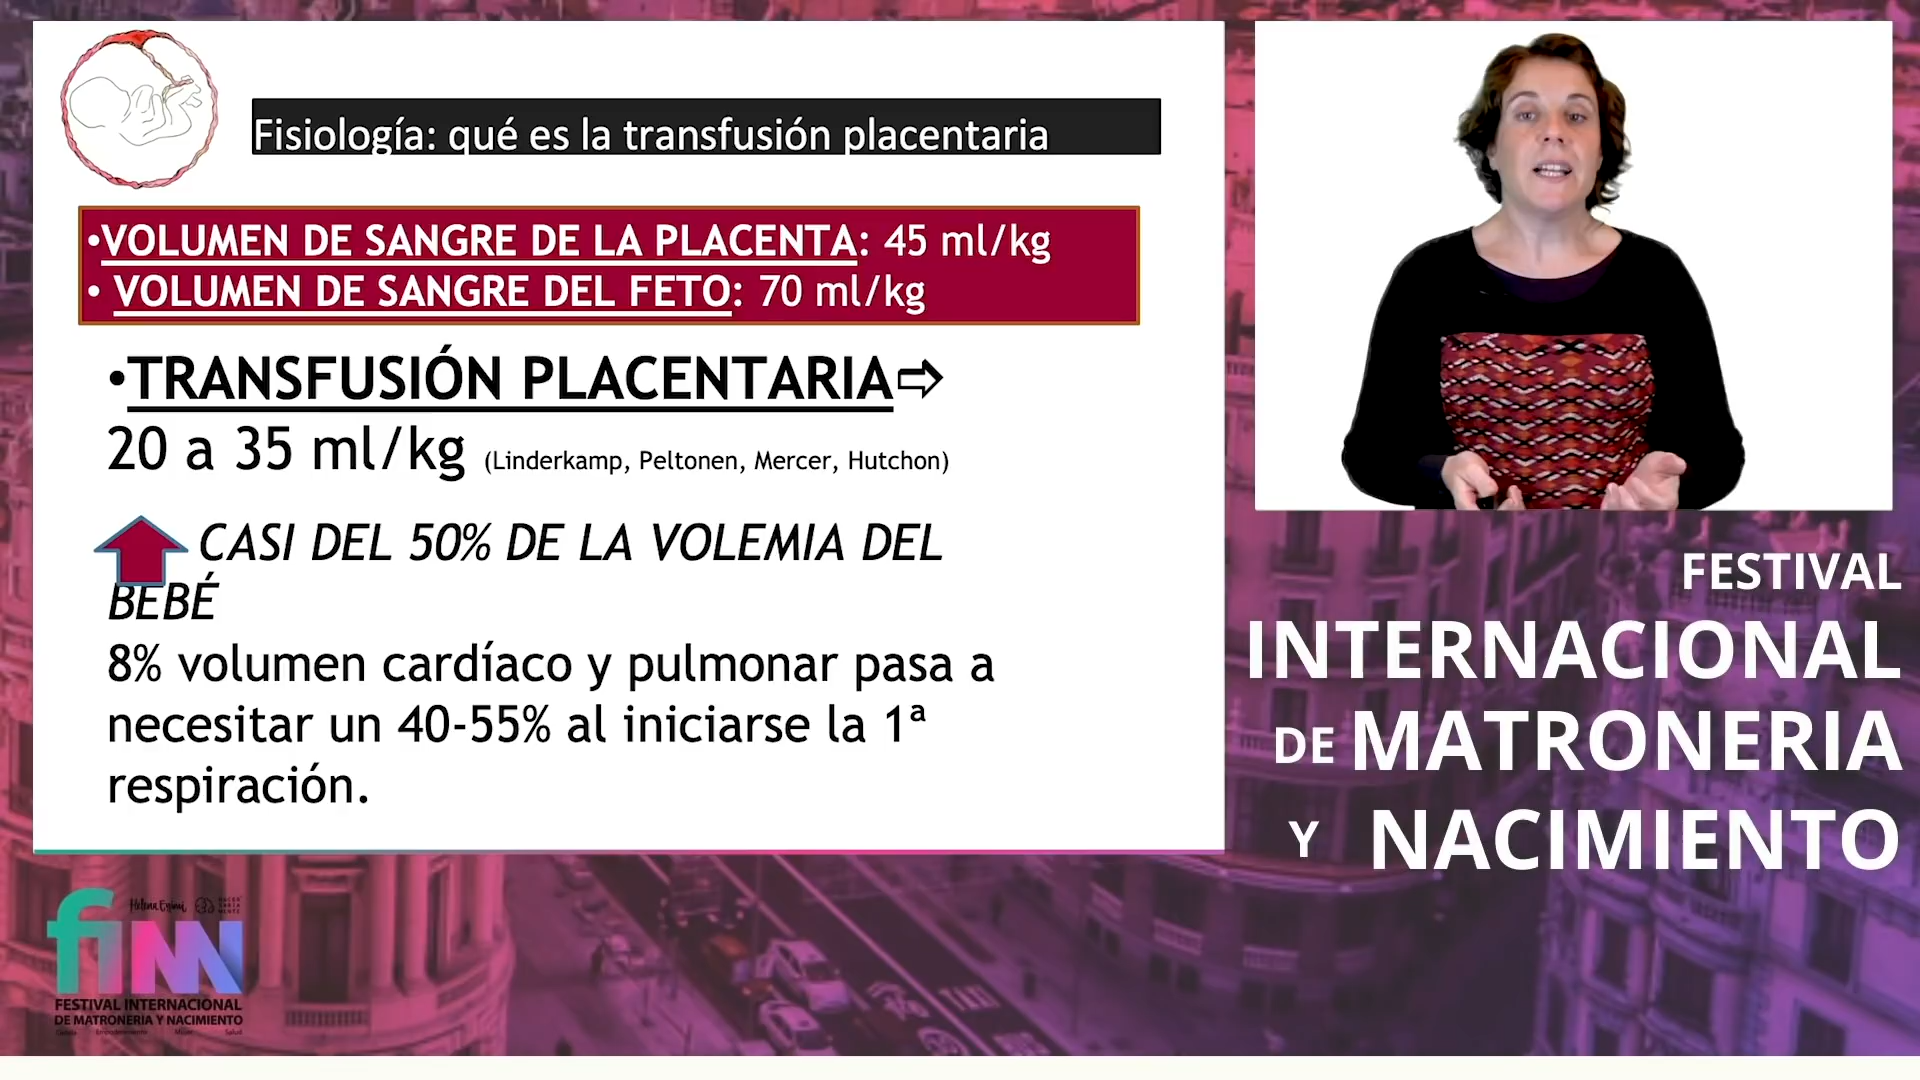 Fisiología: qué es la transfusión placentaria
•VOLUMEN DE SANGRE DE LA PLACENTA: 45 ml/kg
• VOLUMEN DE SANGRE DEL FETO: 70 ml/kg
•TRANSFUSIÓN PLACENTARIA⇨
20 a 35 ml/kg (Linderkamp, Peltonen, Mercer, Hutchon)
CASI DEL 50% DE LA VOLEMIA DEL
BEBÉ
8% volumen cardíaco y pulmonar pasa a
necesitar un 40-55% al iniciarse la 1ª
respiración.
FESTIVAL
INTERNACIONAL
DE MATRONERIA
Y NACIMIENTO
fimn
FESTIVAL INTERNACIONAL
DE MATRONERIA Y NACIMIENTO
TAXI